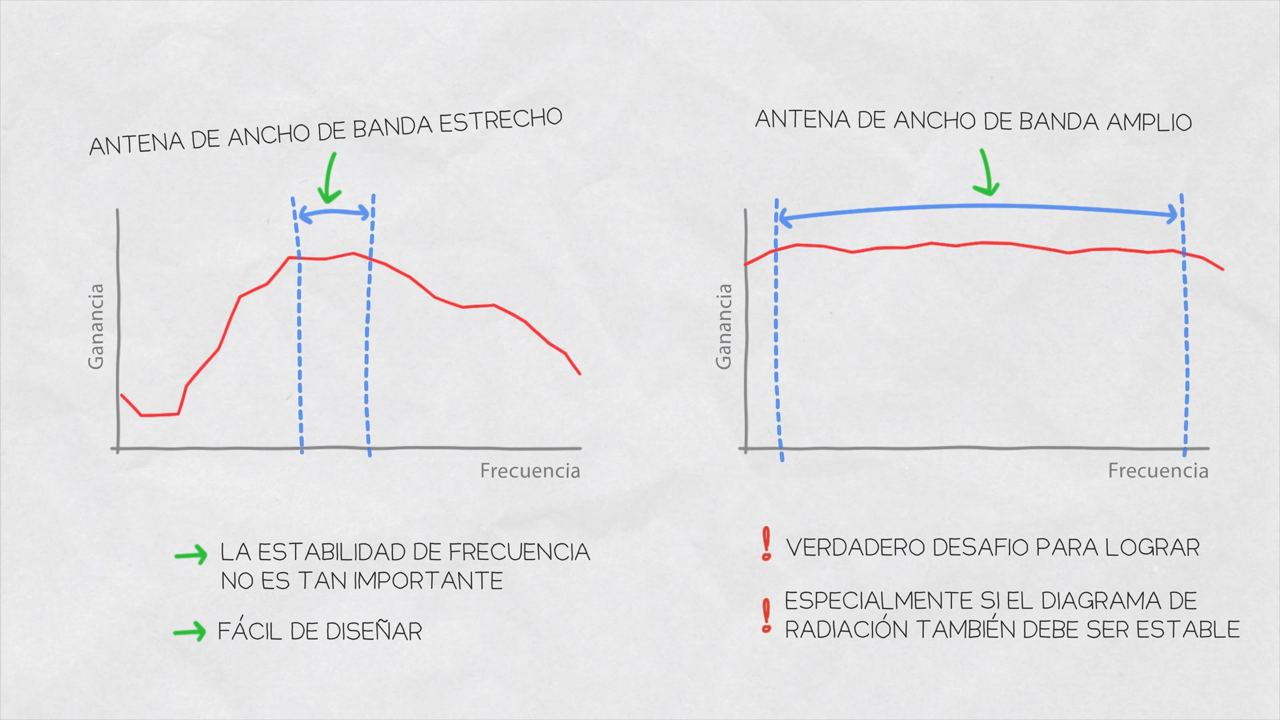 ANTENA DE ANCHO DE BANDA ESTRECHO
Ganancia
Frecuencia
LA ESTABILIDAD DE FRECUENCIA
NO ES TAN IMPORTANTE
FÁCIL DE DISEÑAR
ANTENA DE ANCHO DE BANDA AMPLIO
Ganancia
Frecuencia
! VERDADERO DESAFIO PARA LOGRAR
! ESPECIALMENTE SI EL DIAGRAMA DE
RADIACIÓN TAMBIÉN DEBE SER ESTABLE